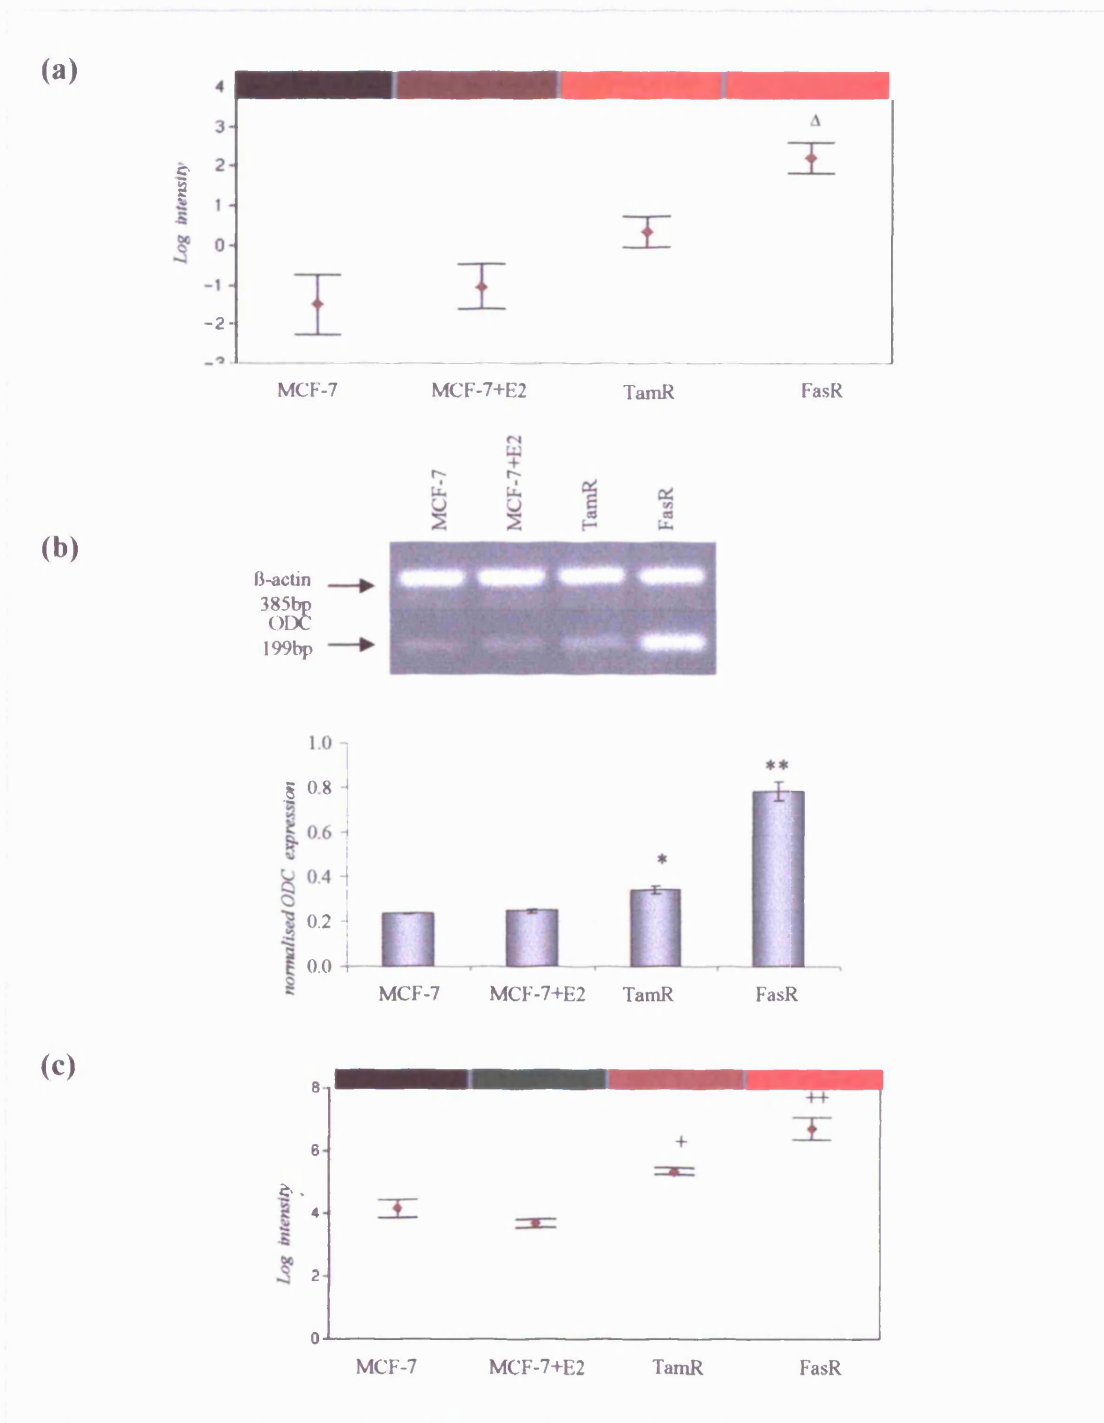 (a)
4
Δ
3
2
1
0
-1
-2
-3
Log intensity
MCF-7 MCF-7+E2 TamR FasR
MCF-7 MCF-7+E2 TamR FasR
(b)
ß-actin
385bp
ODC
199bp
1.0
**
0.8
0.6
*
0.4
0.2
0.0
normalised ODC expression
MCF-7 MCF-7+E2 TamR FasR
(c)
8
++
+
6
4
2
0
Log intensity
MCF-7 MCF-7+E2 TamR FasR